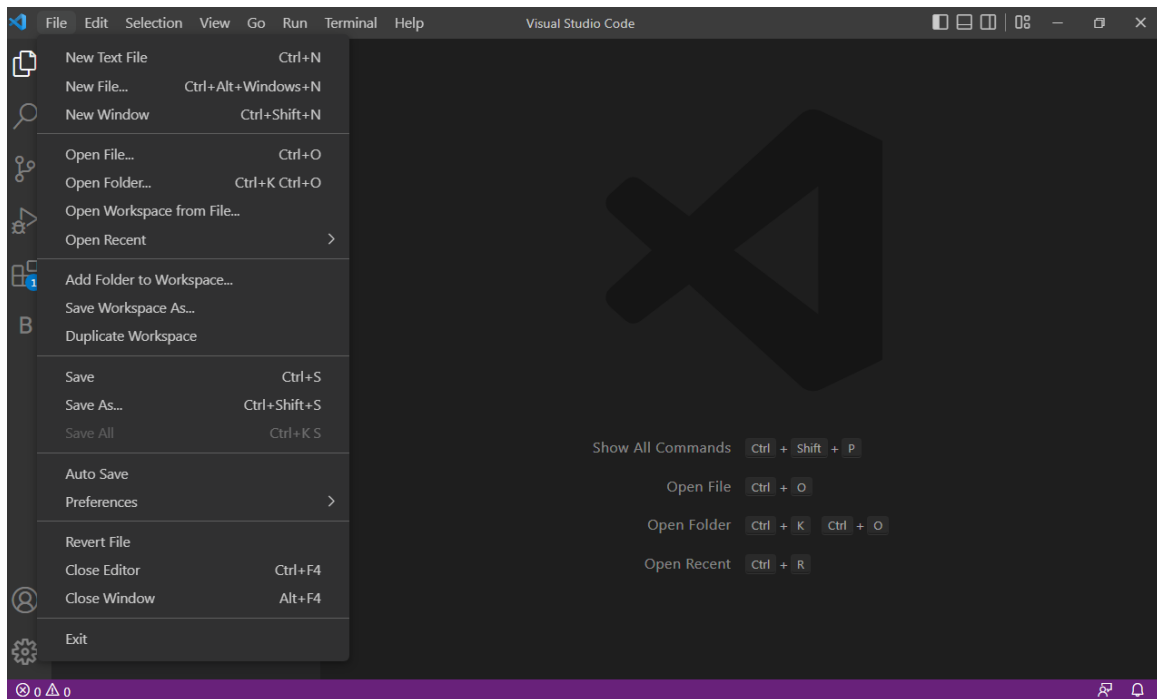 File Edit Selection View Go Run Terminal Help Visual Studio Code
New Text File Ctrl+N
New File... Ctrl+Alt+Windows+N
New Window Ctrl+Shift+N
Open File... Ctrl+O
Open Folder... Ctrl+K Ctrl+O
Open Workspace from File...
Open Recent
Add Folder to Workspace...
Save Workspace As...
Duplicate Workspace
Save Ctrl+S
Save As... Ctrl+Shift+S
Save All Ctrl+K S
Auto Save
Preferences
Revert File
Close Editor Ctrl+F4
Close Window Alt+F4
Exit
1
B
Show All Commands Ctrl + Shift + P
Open File Ctrl + O
Open Folder Ctrl + K Ctrl + O
Open Recent Ctrl + R
0 0